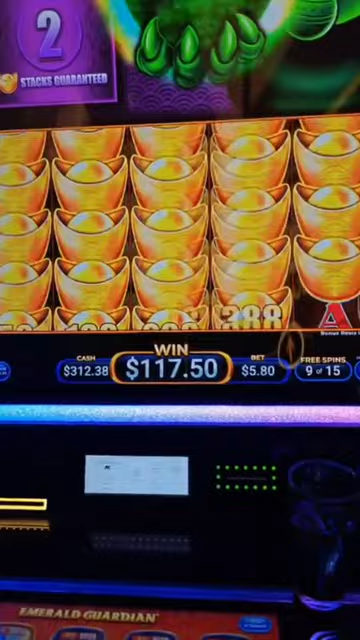 2
STACKS GUARANTEED
388
A
CASH
$312.38
WIN
$117.50
BET
$5.80
FREE SPINS
9 of 15
EMERALD GUARDIAN